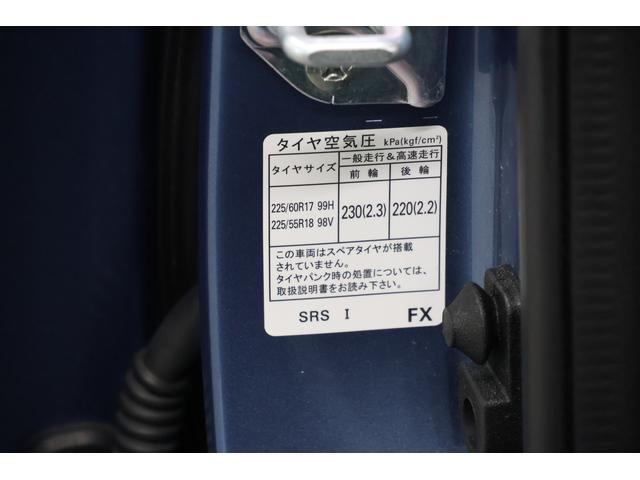 タイヤ空気圧 kPa(kgf/cm²)
タイヤサイズ 一般走行&高速走行
前輪 後輪
225/60R17 99H 230(2.3) 220(2.2)
225/55R18 98V
この車両はスペアタイヤが搭載
されていません。
タイヤパンク時の処置については、
取扱説明書をお読み下さい。
SRS I FX